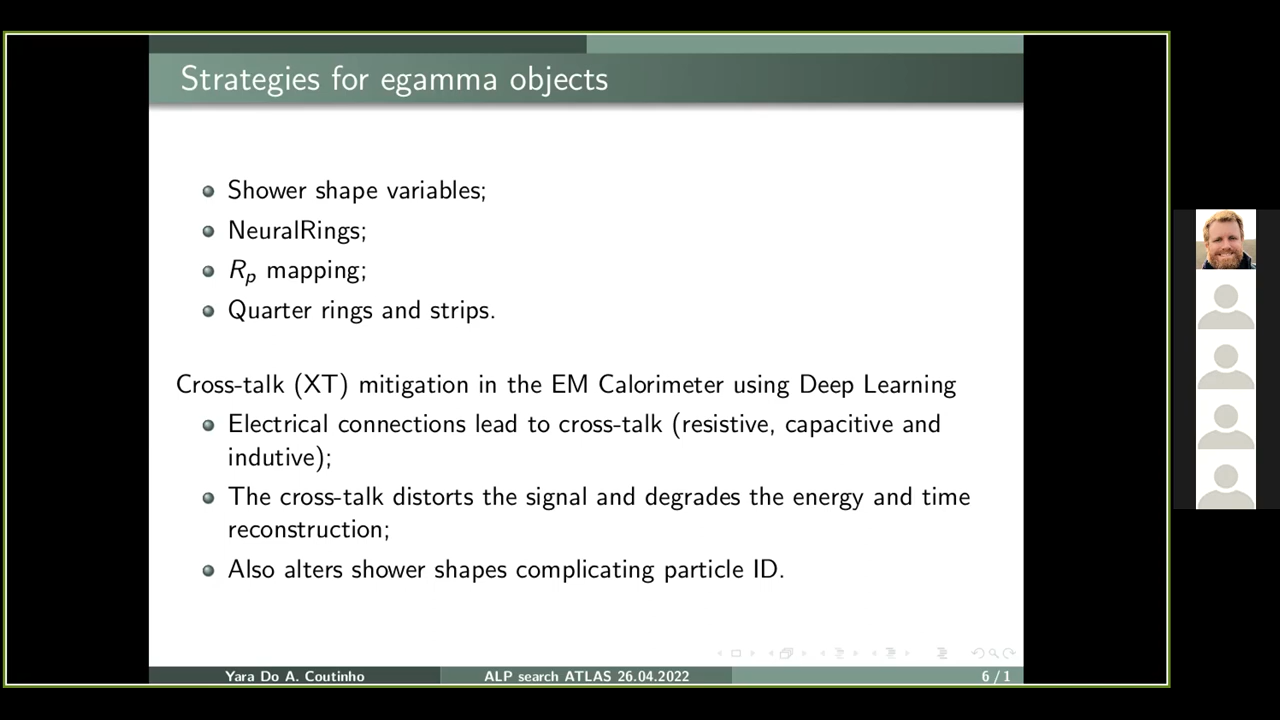 Strategies for egamma objects
Shower shape variables;
NeuralRings;
Rp mapping;
Quarter rings and strips.
Cross-talk (XT) mitigation in the EM Calorimeter using Deep Learning
Electrical connections lead to cross-talk (resistive, capacitive and
indutive);
The cross-talk distorts the signal and degrades the energy and time
reconstruction;
Also alters shower shapes complicating particle ID.
Yara Do A. Coutinho
ALP search ATLAS 26.04.2022
6 / 1